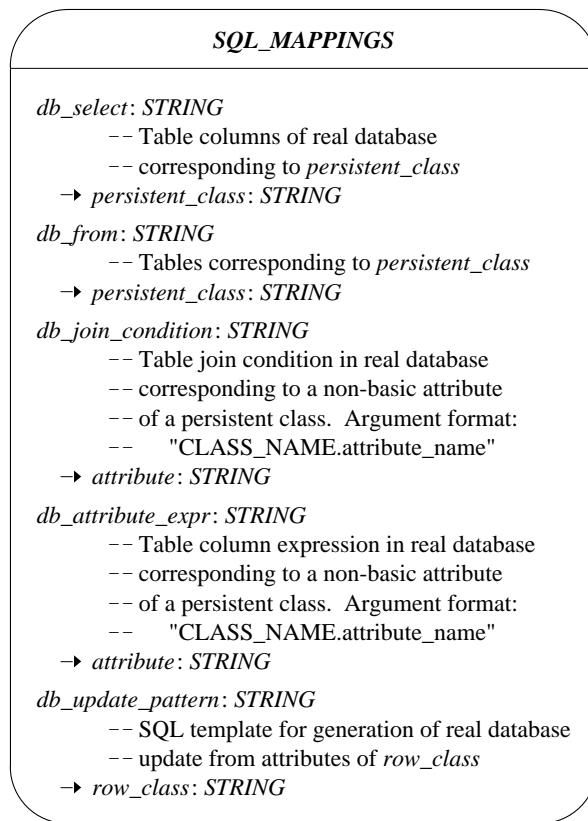 SQL_MAPPINGS
db_select: STRING
-- Table columns of real database
-- corresponding to persistent_class
→ persistent_class: STRING
db_from: STRING
-- Tables corresponding to persistent_class
→ persistent_class: STRING
db_join_condition: STRING
-- Table join condition in real database
-- corresponding to a non-basic attribute
-- of a persistent class. Argument format:
-- "CLASS_NAME.attribute_name"
→ attribute: STRING
db_attribute_expr: STRING
-- Table column expression in real database
-- corresponding to a non-basic attribute
-- of a persistent class. Argument format:
-- "CLASS_NAME.attribute_name"
→ attribute: STRING
db_update_pattern: STRING
-- SQL template for generation of real database
-- update from attributes of row_class
→ row_class: STRING